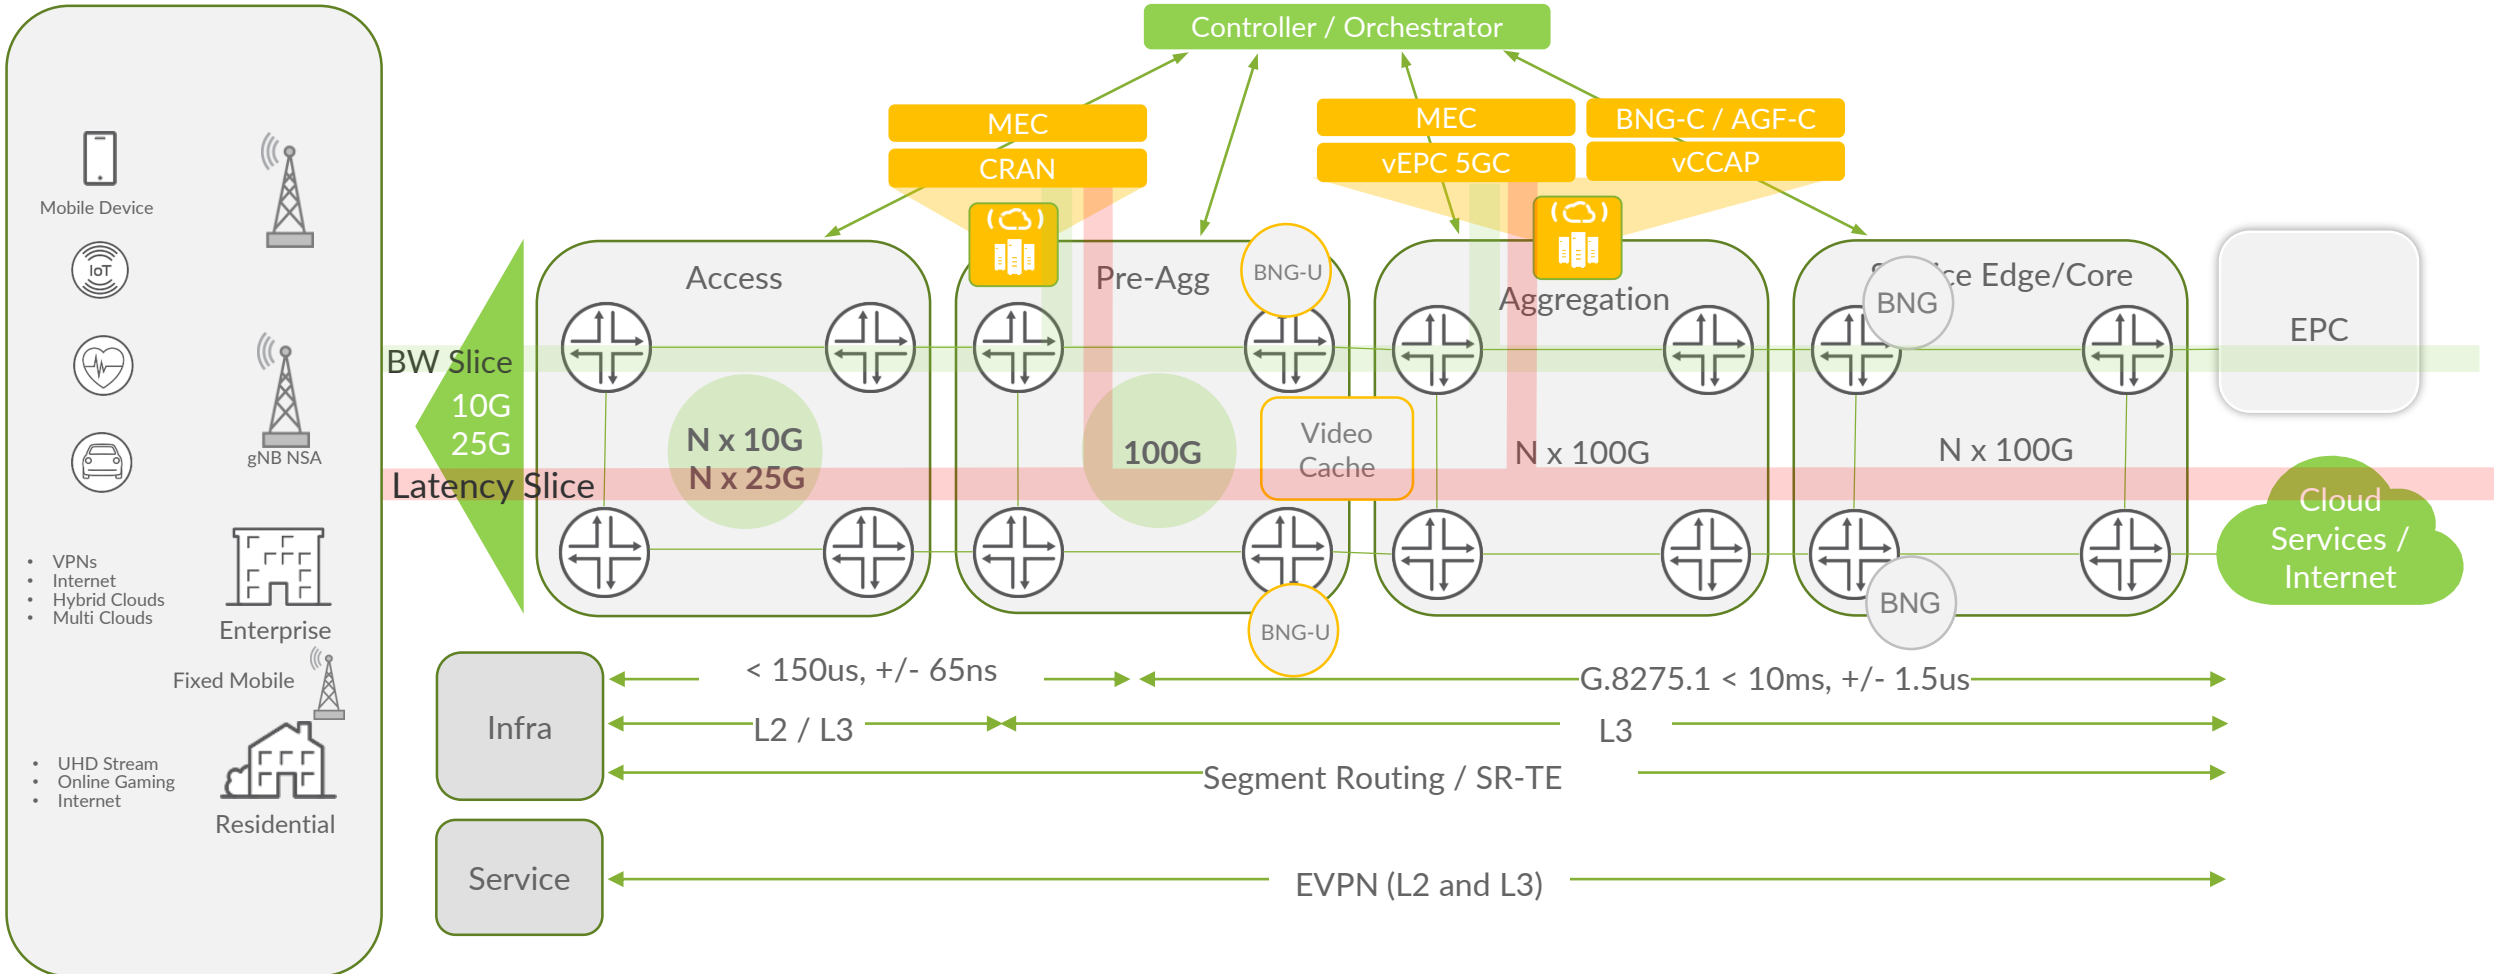 Controller / Orchestrator
MEC
CRAN
MEC
vEPC 5GC
BNG-C / AGF-C
vCCAP
Mobile Device
IoT
gNB NSA
• VPNs
• Internet
• Hybrid Clouds
• Multi Clouds
Enterprise
Fixed Mobile
• UHD Stream
• Online Gaming
• Internet
Residential
BW Slice
10G
25G
Latency Slice
Access
N x 10G
N x 25G
Pre-Agg
100G
BNG-U
BNG-U
Video
Cache
Aggregation
N x 100G
Edge/Core
BNG
N x 100G
BNG
EPC
Cloud
Services /
Internet
Infra
< 150us, +/- 65ns
G.8275.1 < 10ms, +/- 1.5us
L2 / L3
L3
Segment Routing / SR-TE
Service
EVPN (L2 and L3)